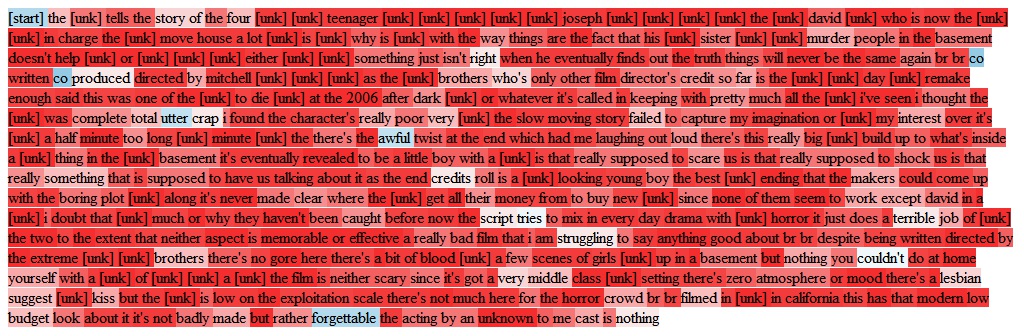 [start] the [unk] tells the story of the four [unk] [unk] teenager [unk] [unk] [unk] [unk] [unk] joseph [unk] [unk] [unk] [unk] the [unk] david [unk] who is now the [unk]
[unk] in charge the [unk] move house a lot [unk] is [unk] why is [unk] with the way things are the fact that his [unk] sister [unk] [unk] murder people in the basement
doesn't help [unk] or [unk] [unk] [unk] either [unk] [unk] something just isn't right when he eventually finds out the truth things will never be the same again br br co
written co produced directed by mitchell [unk] [unk] [unk] as the [unk] brothers who's only other film director's credit so far is the [unk] [unk] day [unk] remake
enough said this was one of the [unk] to die [unk] at the 2006 after dark [unk] or whatever it's called in keeping with pretty much all the [unk] i've seen i thought the
[unk] was complete total utter crap i found the character's really poor very [unk] the slow moving story failed to capture my imagination or [unk] my interest over it's
[unk] a half minute too long [unk] minute [unk] the there's the awful twist at the end which had me laughing out loud there's this really big [unk] build up to what's inside
a [unk] thing in the [unk] basement it's eventually revealed to be a little boy with a [unk] is that really supposed to scare us is that really supposed to shock us is that
really something that is supposed to have us talking about it as the end credits roll is a [unk] looking young boy the best [unk] ending that the makers could come up
with the boring plot [unk] along it's never made clear where the [unk] get all their money from to buy new [unk] since none of them seem to work except david in a
[unk] i doubt that [unk] much or why they haven't been caught before now the script tries to mix in every day drama with [unk] horror it just does a terrible job of [unk]
the two to the extent that neither aspect is memorable or effective a really bad film that i am struggling to say anything good about br br despite being written directed by
the extreme [unk] [unk] brothers there's no gore here there's a bit of blood [unk] a few scenes of girls [unk] up in a basement but nothing you couldn't do at home
yourself with a [unk] of [unk] [unk] a [unk] the film is neither scary since it's got a very middle class [unk] setting there's zero atmosphere or mood there's a lesbian
suggest [unk] kiss but the [unk] is low on the exploitation scale there's not much here for the horror crowd br br filmed in [unk] in california this has that modern low
budget look about it it's not badly made but rather forgettable the acting by an unknown to me cast is nothing